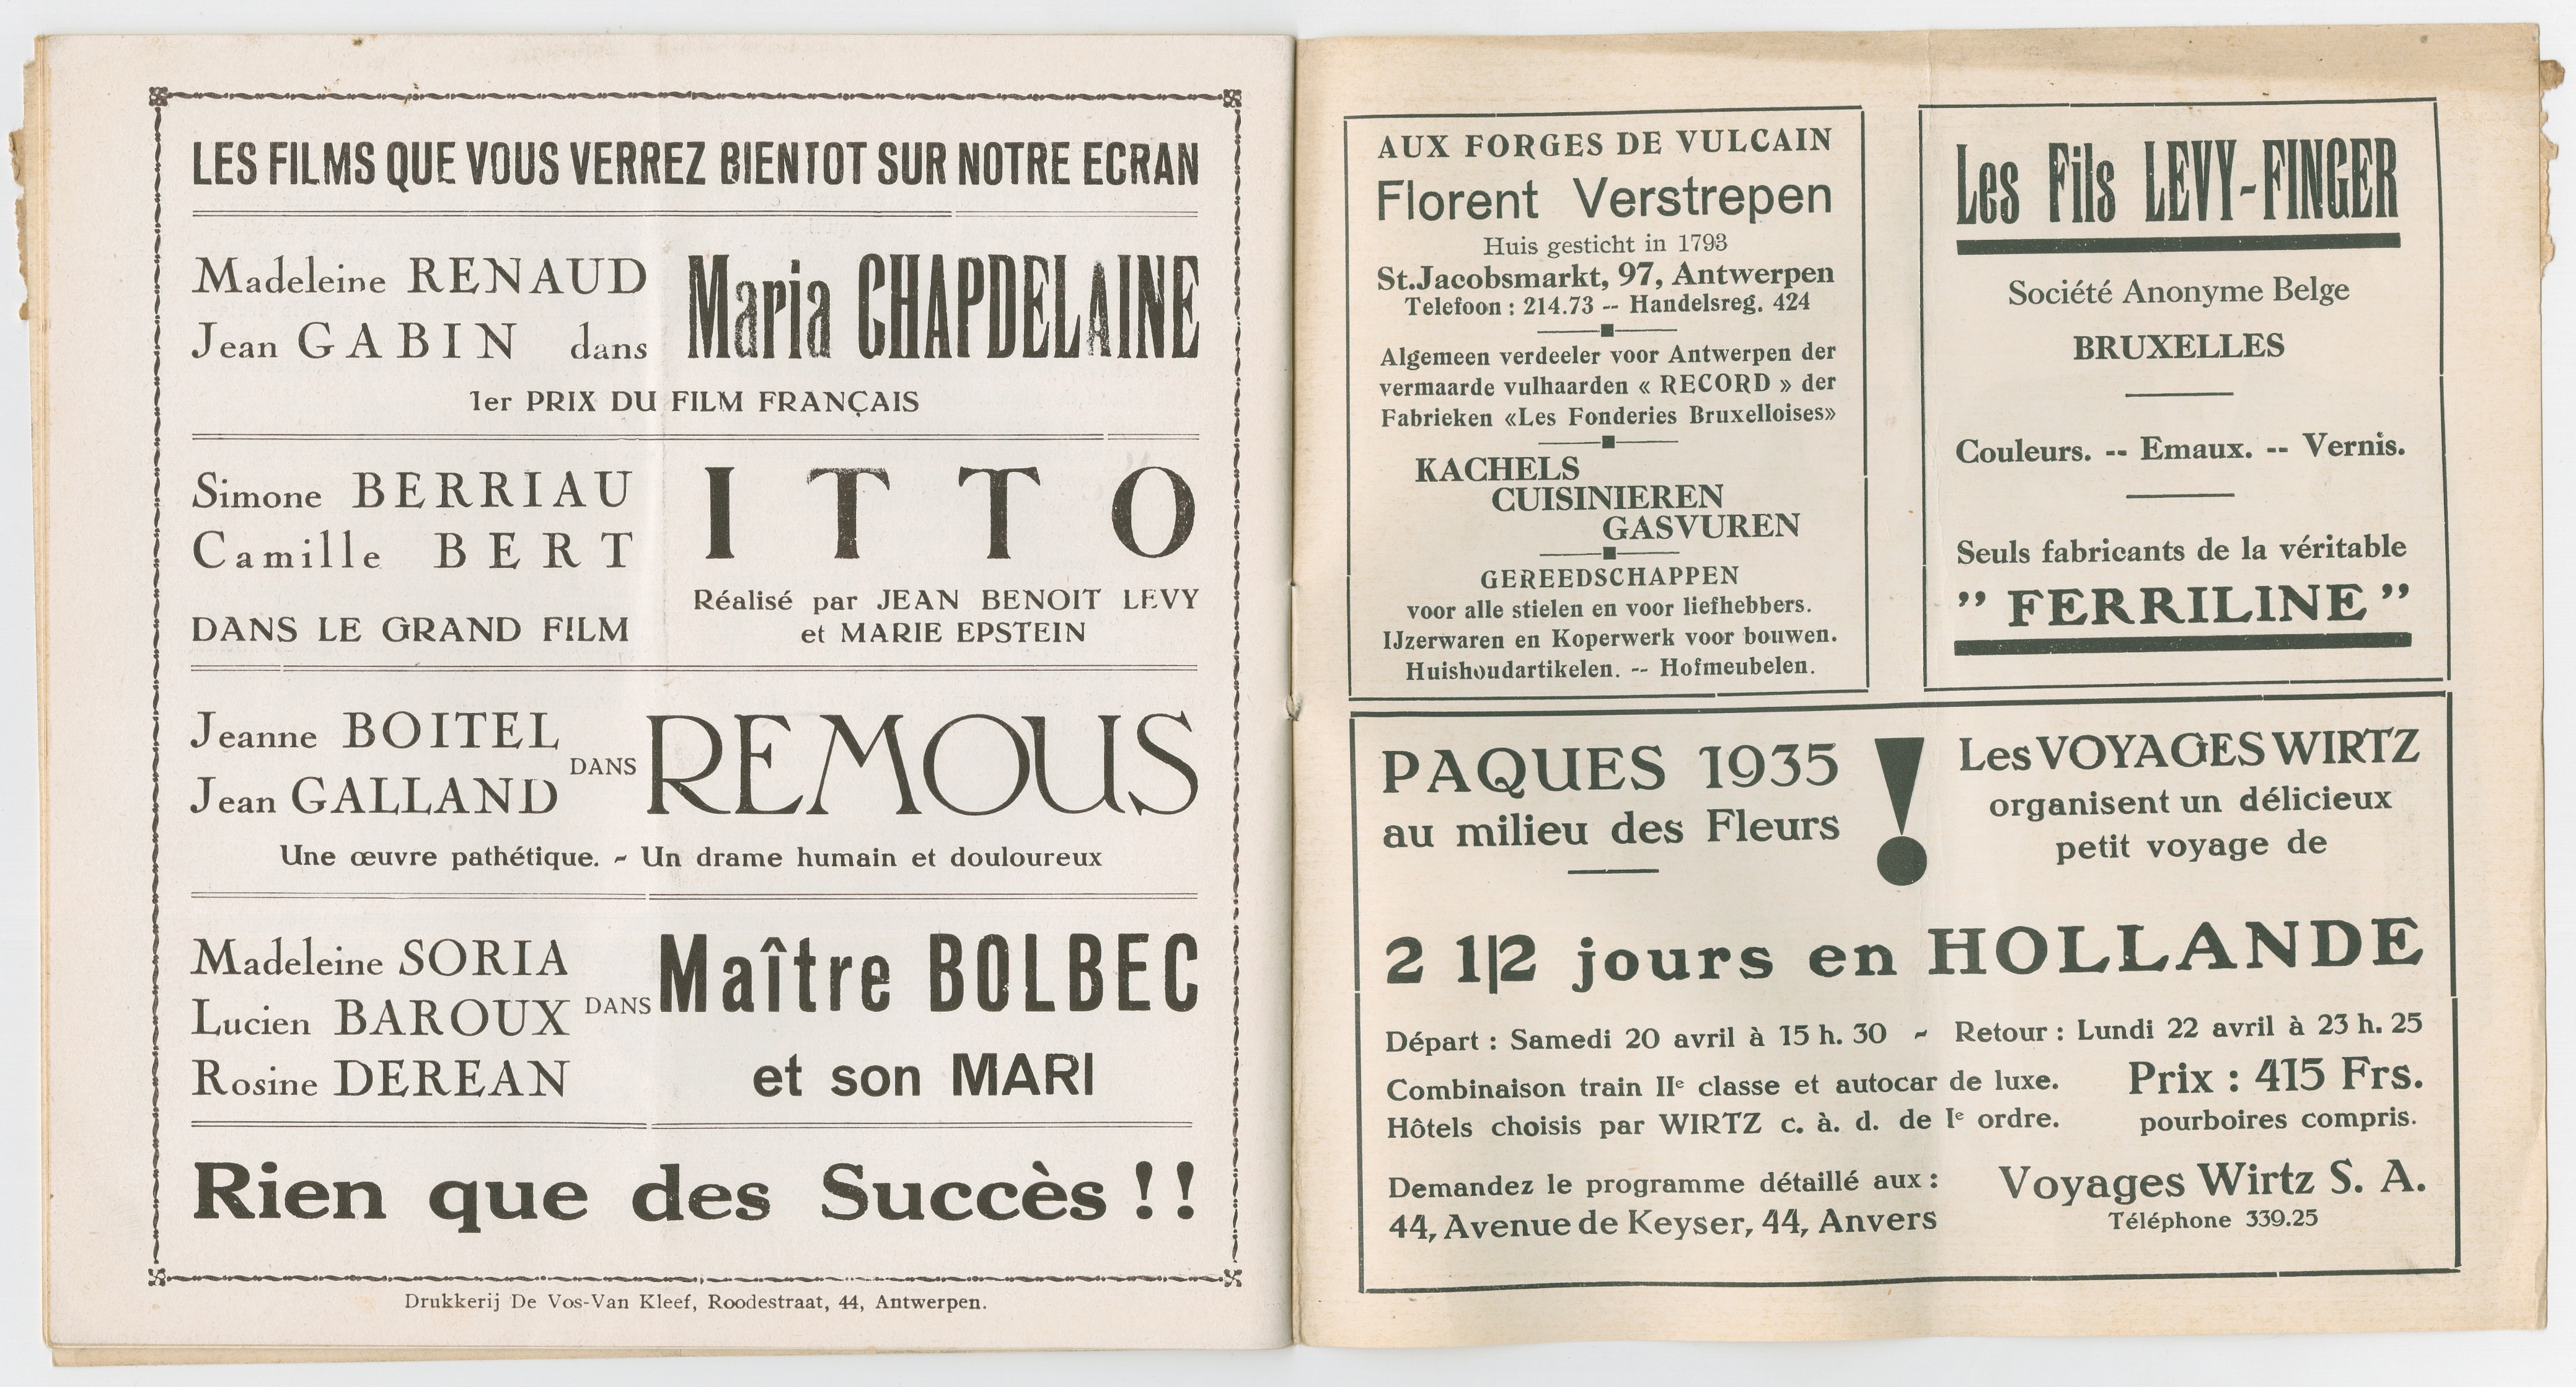 LES FILMS QUE VOUS VERREZ BIENTOT SUR NOTRE ECRAN
Madeleine RENAUD
Jean GABIN dans
Maria CHAPDELAINE
1er PRIX DU FILM FRANÇAIS
Simone BERRIAU
Camille BERT
DANS LE GRAND FILM
ITTO
Réalisé par JEAN BENOIT LEVY
et MARIE EPSTEIN
Jeanne BOITEL
Jean GALLAND
DANS
REMOUS
Une œuvre pathétique. - Un drame humain et douloureux
Madeleine SORIA
Lucien BAROUX
Rosine DEREAN
DANS
Maître BOLBEC
et son MARI
Rien que des Succès !!
Drukkerij De Vos-Van Kleef, Roodestraat, 44, Antwerpen.
AUX FORGES DE VULCAIN
Florent Verstrepen
Huis gesticht in 1793
St.Jacobsmarkt, 97, Antwerpen
Telefoon : 214.73 -- Handelsreg. 424
Algemeen verdeeler voor Antwerpen der
vermaarde vulhaarden « RECORD » der
Fabrieken «Les Fonderies Bruxelloises»
KACHELS
CUISINIEREN
GASVUREN
GEREEDSCHAPPEN
voor alle stielen en voor liefhebbers.
IJzerwaren en Koperwerk voor bouwen.
Huishoudartikelen. -- Hofmeubelen.
Les Fils LEVY-FINGER
Société Anonyme Belge
BRUXELLES
Couleurs. -- Emaux. -- Vernis.
Seuls fabricants de la véritable
" FERRILINE "
PAQUES 1935
au milieu des Fleurs
!
Les VOYAGES WIRTZ
organisent un délicieux
petit voyage de
2 1|2 jours en HOLLANDE
Départ : Samedi 20 avril à 15 h. 30 - Retour : Lundi 22 avril à 23 h. 25
Combinaison train IIe classe et autocar de luxe.
Hôtels choisis par WIRTZ c. à. d. de Ie ordre.
Prix : 415 Frs.
pourboires compris.
Demandez le programme détaillé aux :
44, Avenue de Keyser, 44, Anvers
Voyages Wirtz S. A.
Téléphone 339.25